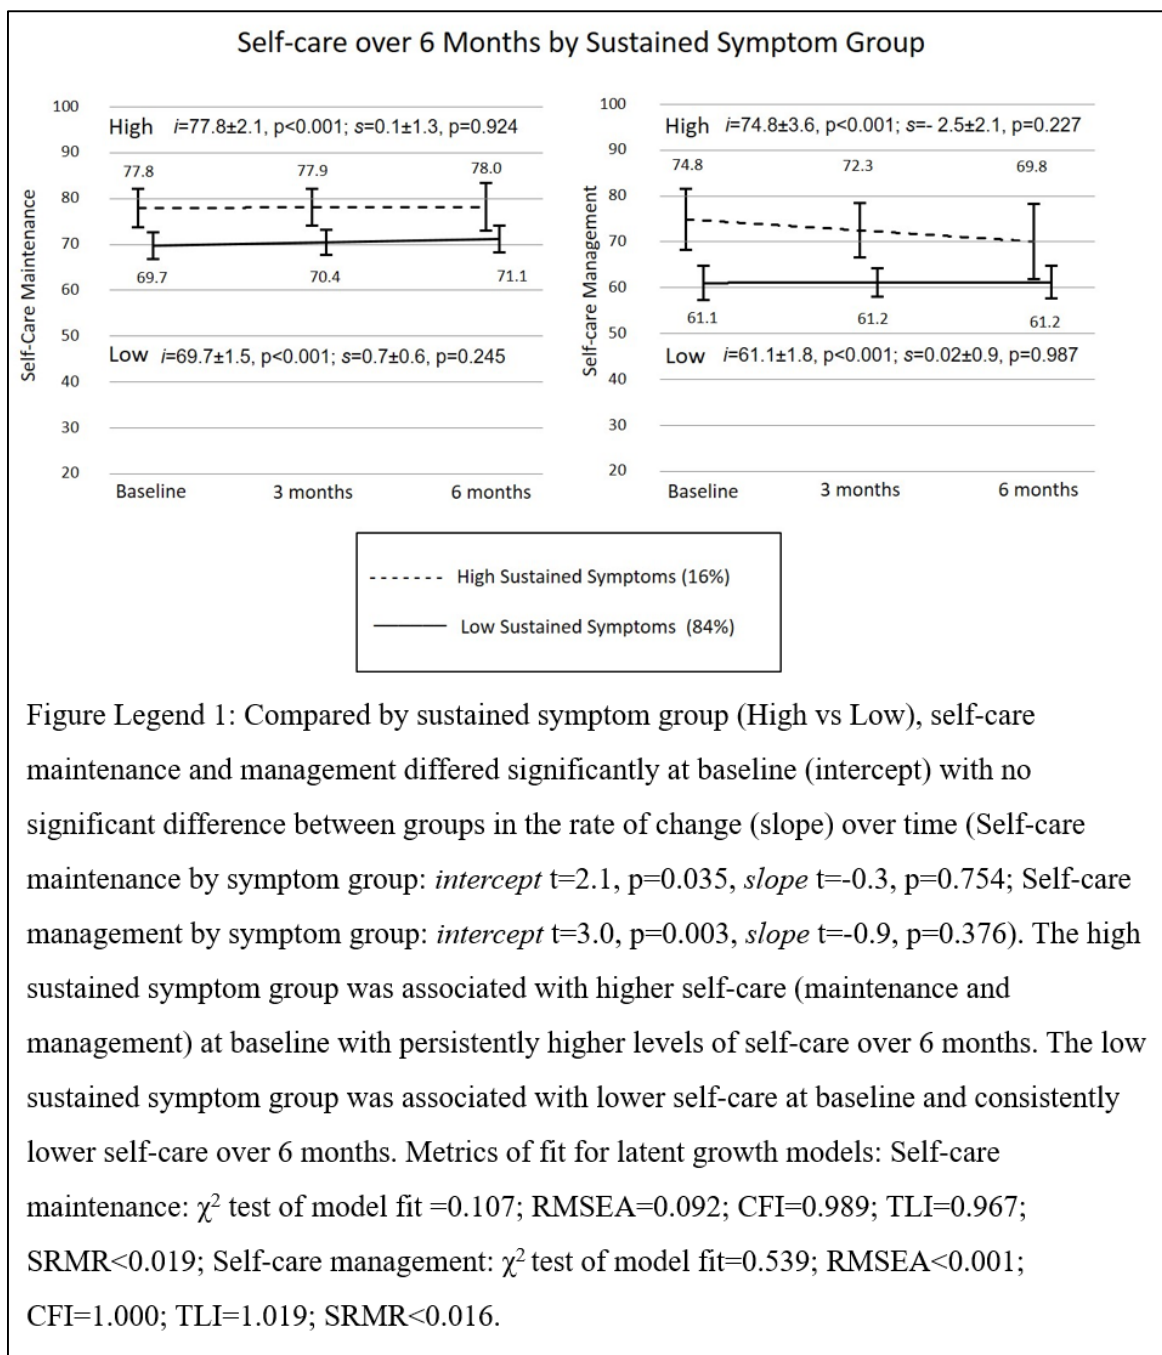 Self-care over 6 Months by Sustained Symptom Group
Self-Care Maintenance
100
90
80
70
60
50
40
30
20
High i=77.8±2.1, p<0.001; s=0.1±1.3, p=0.924
77.8 77.9 78.0
69.7 70.4 71.1
Low i=69.7±1.5, p<0.001; s=0.7±0.6, p=0.245
Baseline 3 months 6 months
Self-care Management
100
90
80
70
60
50
40
30
20
High i=74.8±3.6, p<0.001; s=- 2.5±2.1, p=0.227
74.8 72.3 69.8
61.1 61.2 61.2
Low i=61.1±1.8, p<0.001; s=0.02±0.9, p=0.987
Baseline 3 months 6 months
High Sustained Symptoms (16%)
Low Sustained Symptoms (84%)
Figure Legend 1: Compared by sustained symptom group (High vs Low), self-care
maintenance and management differed significantly at baseline (intercept) with no
significant difference between groups in the rate of change (slope) over time (Self-care
maintenance by symptom group: intercept t=2.1, p=0.035, slope t=-0.3, p=0.754; Self-care
management by symptom group: intercept t=3.0, p=0.003, slope t=-0.9, p=0.376). The high
sustained symptom group was associated with higher self-care (maintenance and
management) at baseline with persistently higher levels of self-care over 6 months. The low
sustained symptom group was associated with lower self-care at baseline and consistently
lower self-care over 6 months. Metrics of fit for latent growth models: Self-care
maintenance: χ² test of model fit =0.107; RMSEA=0.092; CFI=0.989; TLI=0.967;
SRMR<0.019; Self-care management: χ² test of model fit=0.539; RMSEA<0.001;
CFI=1.000; TLI=1.019; SRMR<0.016.